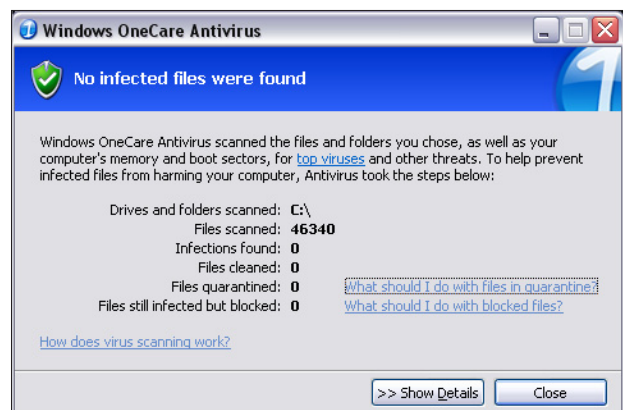 Windows OneCare Antivirus
No infected files were found
Windows OneCare Antivirus scanned the files and folders you chose, as well as your
computer's memory and boot sectors, for top viruses and other threats. To help prevent
infected files from harming your computer, Antivirus took the steps below:
Drives and folders scanned: C:\
Files scanned: 46340
Infections found: 0
Files cleaned: 0
Files quarantined: 0 What should I do with files in quarantine?
Files still infected but blocked: 0 What should I do with blocked files?
How does virus scanning work?
>> Show Details Close